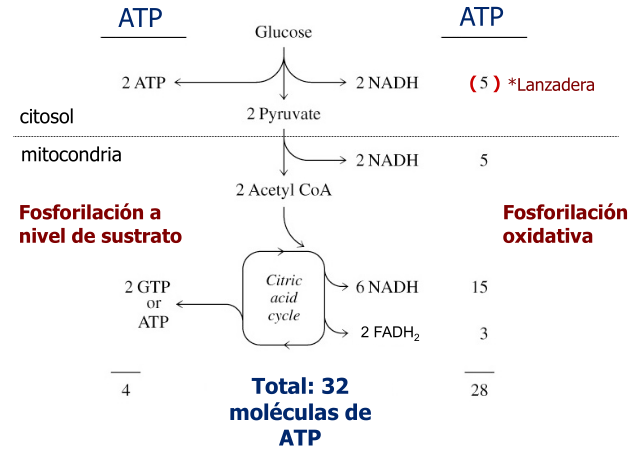 ATP ATP
Glucose
2 ATP 2 NADH (5) *Lanzadera
citosol 2 Pyruvate
mitocondria
2 NADH 5
2 Acetyl CoA
Fosforilación a
nivel de sustrato
Fosforilación
oxidativa
Citric
acid
cycle
2 GTP
or
ATP
6 NADH 15
2 FADH₂ 3
4 28
Total: 32
moléculas de
ATP